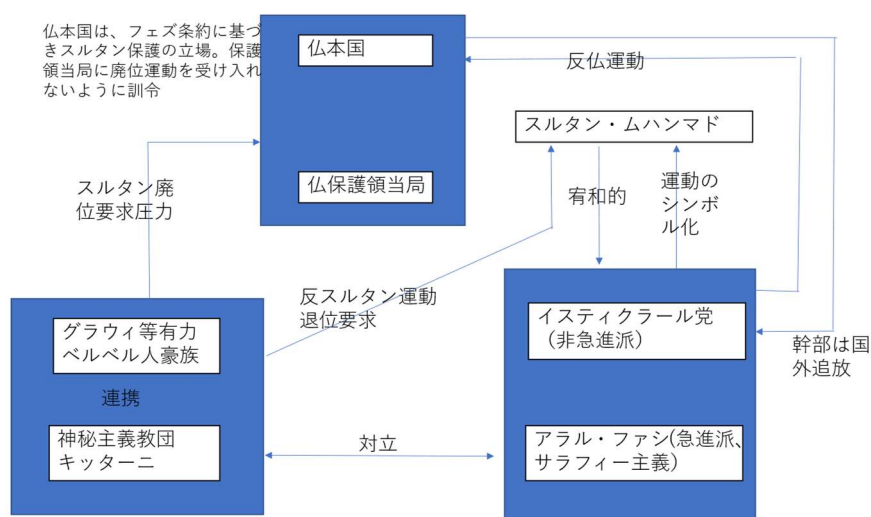 仏本国は、フェズ条約に基づ
きスルタン保護の立場。保護
領当局に廃位運動を受け入れ
ないように訓令
仏本国
反仏運動
スルタン・ムハンマド
仏保護領当局
スルタン廃
位要求圧力
宥和的
運動の
シンボ
ル化
反スルタン運動
退位要求
グラウィ等有力
ベルベル人豪族
イスティクラール党
（非急進派）
幹部は国
外追放
連携
神秘主義教団
キッターニ
対立
アラル・ファシ(急進派、
サラフィー主義）